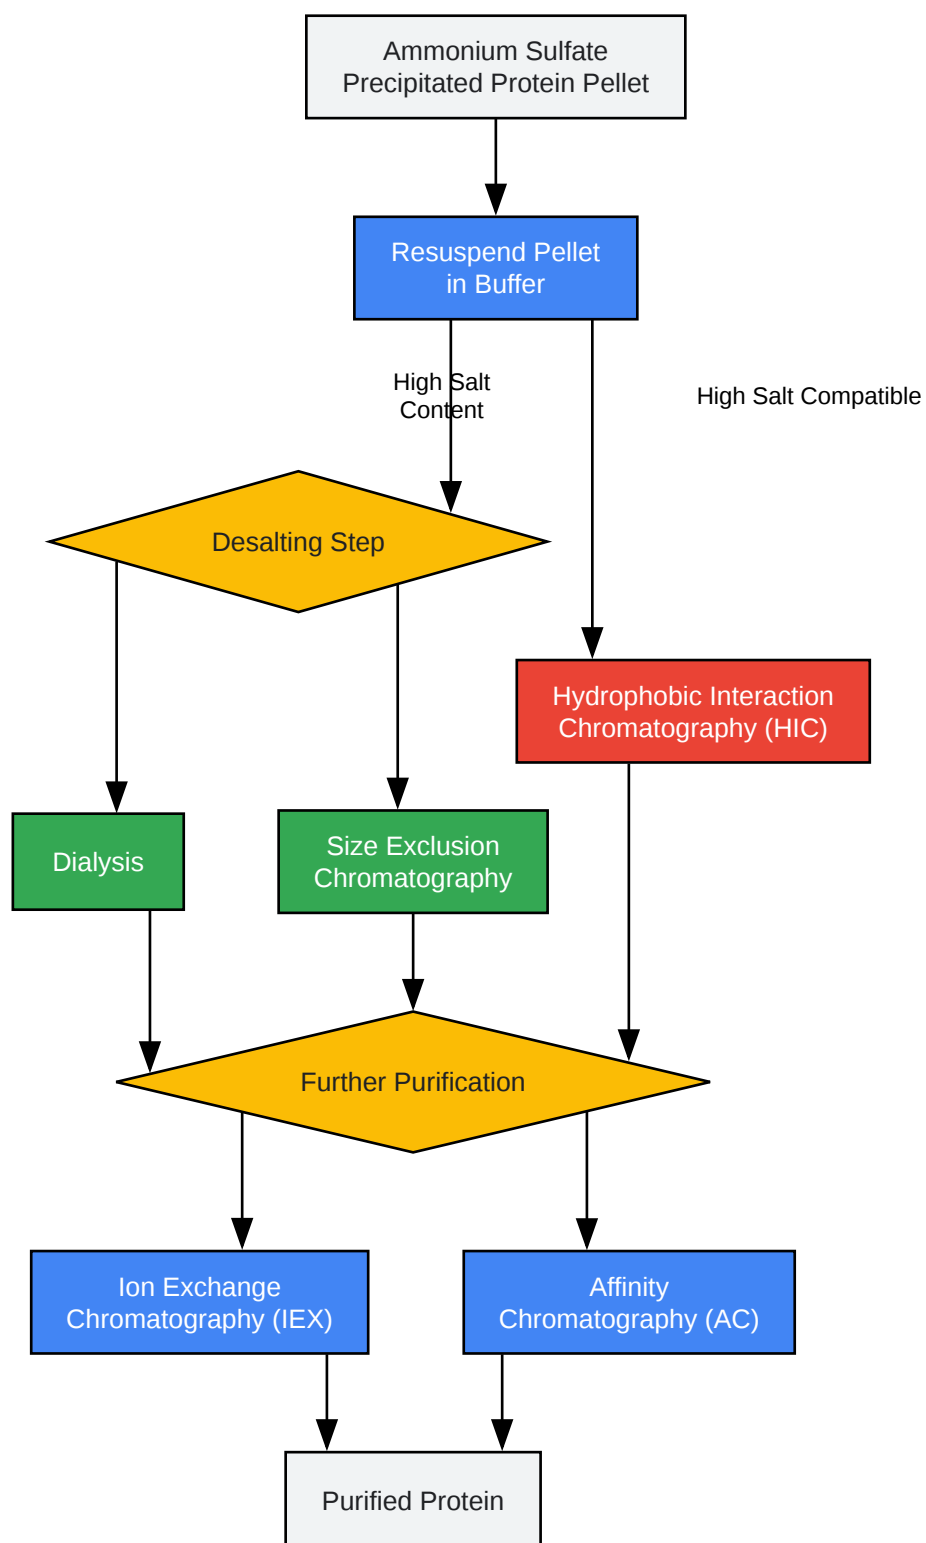 Ammonium Sulfate
Precipitated Protein Pellet
Resuspend Pellet
in Buffer
High Salt
Content
High Salt Compatible
Desalting Step
Hydrophobic Interaction
Chromatography (HIC)
Dialysis
Size Exclusion
Chromatography
Further Purification
Ion Exchange
Chromatography (IEX)
Affinity
Chromatography (AC)
Purified Protein